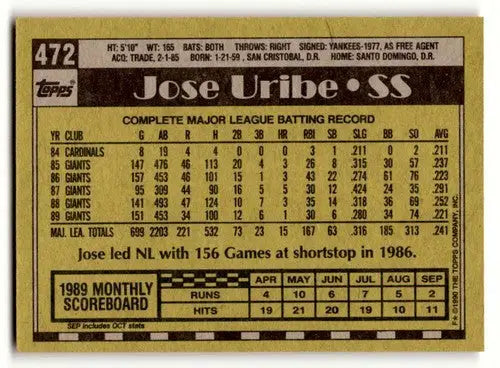 472
HT: 5'10" WT: 165 BATS: BOTH THROWS: RIGHT SIGNED: YANKEES-1977, AS FREE AGENT
ACQ: TRADE, 2-1-85 BORN: 1-21-59, SAN CRISTOBAL, D.R. HOME: SANTO DOMINGO, D.R.
Topps Jose Uribe • SS
COMPLETE MAJOR LEAGUE BATTING RECORD
YR CLUB G AB R H 2B 3B HR RBI SB SLG BB SO AVG
84 CARDINALS 8 19 4 4 0 0 0 3 1 .211 0 2 .211
85 GIANTS 147 476 46 113 20 4 3 26 8 .315 30 57 .237
86 GIANTS 157 453 46 101 15 1 3 43 22 .274 61 76 .223
87 GIANTS 95 309 44 90 16 5 5 30 12 .424 24 35 .291
88 GIANTS 141 493 47 124 10 7 3 35 14 .318 36 69 .252
89 GIANTS 151 453 34 100 12 6 1 30 6 .280 34 74 .221
MAJ. LEA. TOTALS 699 2203 221 532 73 23 15 167 63 .316 185 313 .241
Jose led NL with 156 Games at shortstop in 1986.
1989 MONTHLY SCOREBOARD
APR MAY JUN JUL AUG SEP
RUNS 4 10 6 7 5 2
HITS 19 21 20 19 10 11
SEP includes OCT stats
F★ © 1990 THE TOPPS COMPANY, INC.